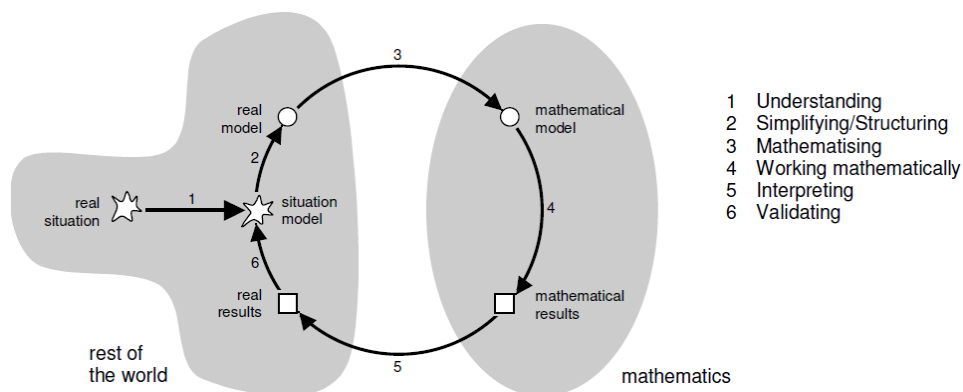 3
real
model
mathematical
model
2
1
real
situation
situation
model
4
6
real
results
mathematical
results
5
rest of
the world
mathematics
1 Understanding
2 Simplifying/Structuring
3 Mathematising
4 Working mathematically
5 Interpreting
6 Validating